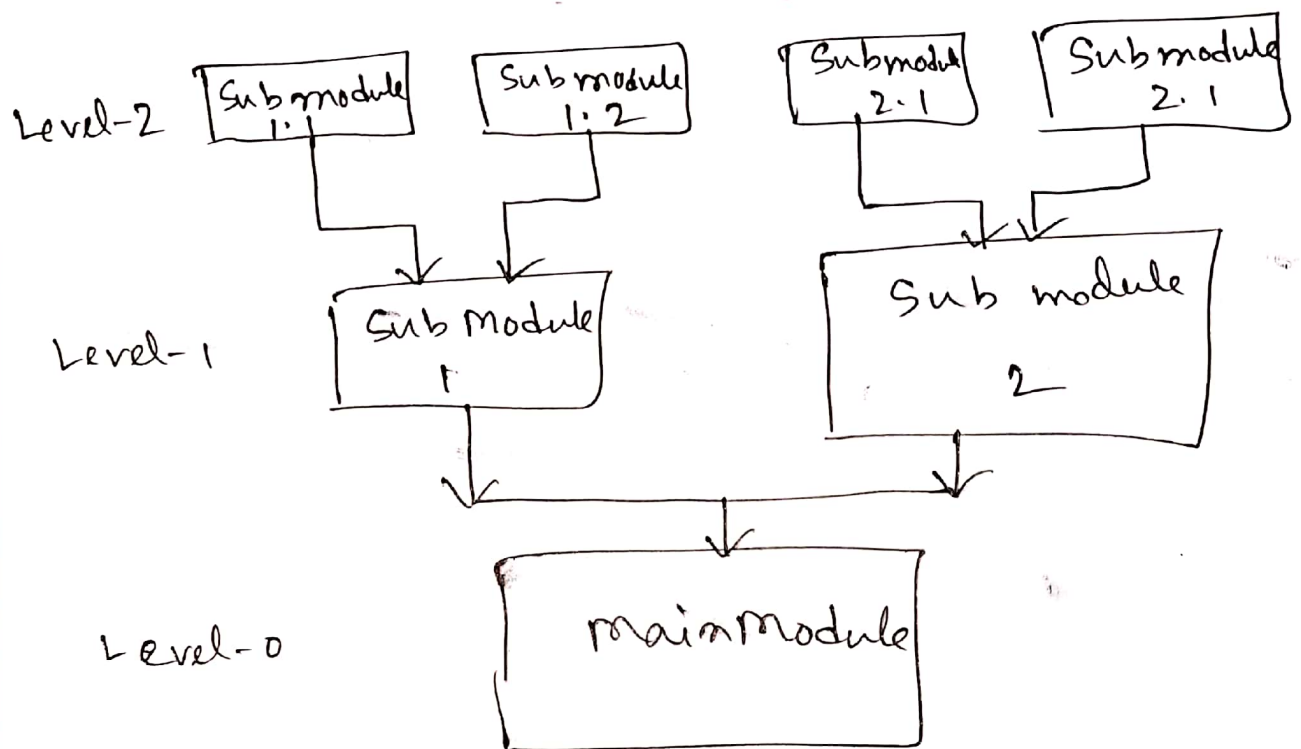 Level-2
Submodule
1.1
Submodule
1.2
Submodule
2.1
Submodule
2.1
Level-1
Sub Module
1
Sub module
2
Level-0
mainmodule